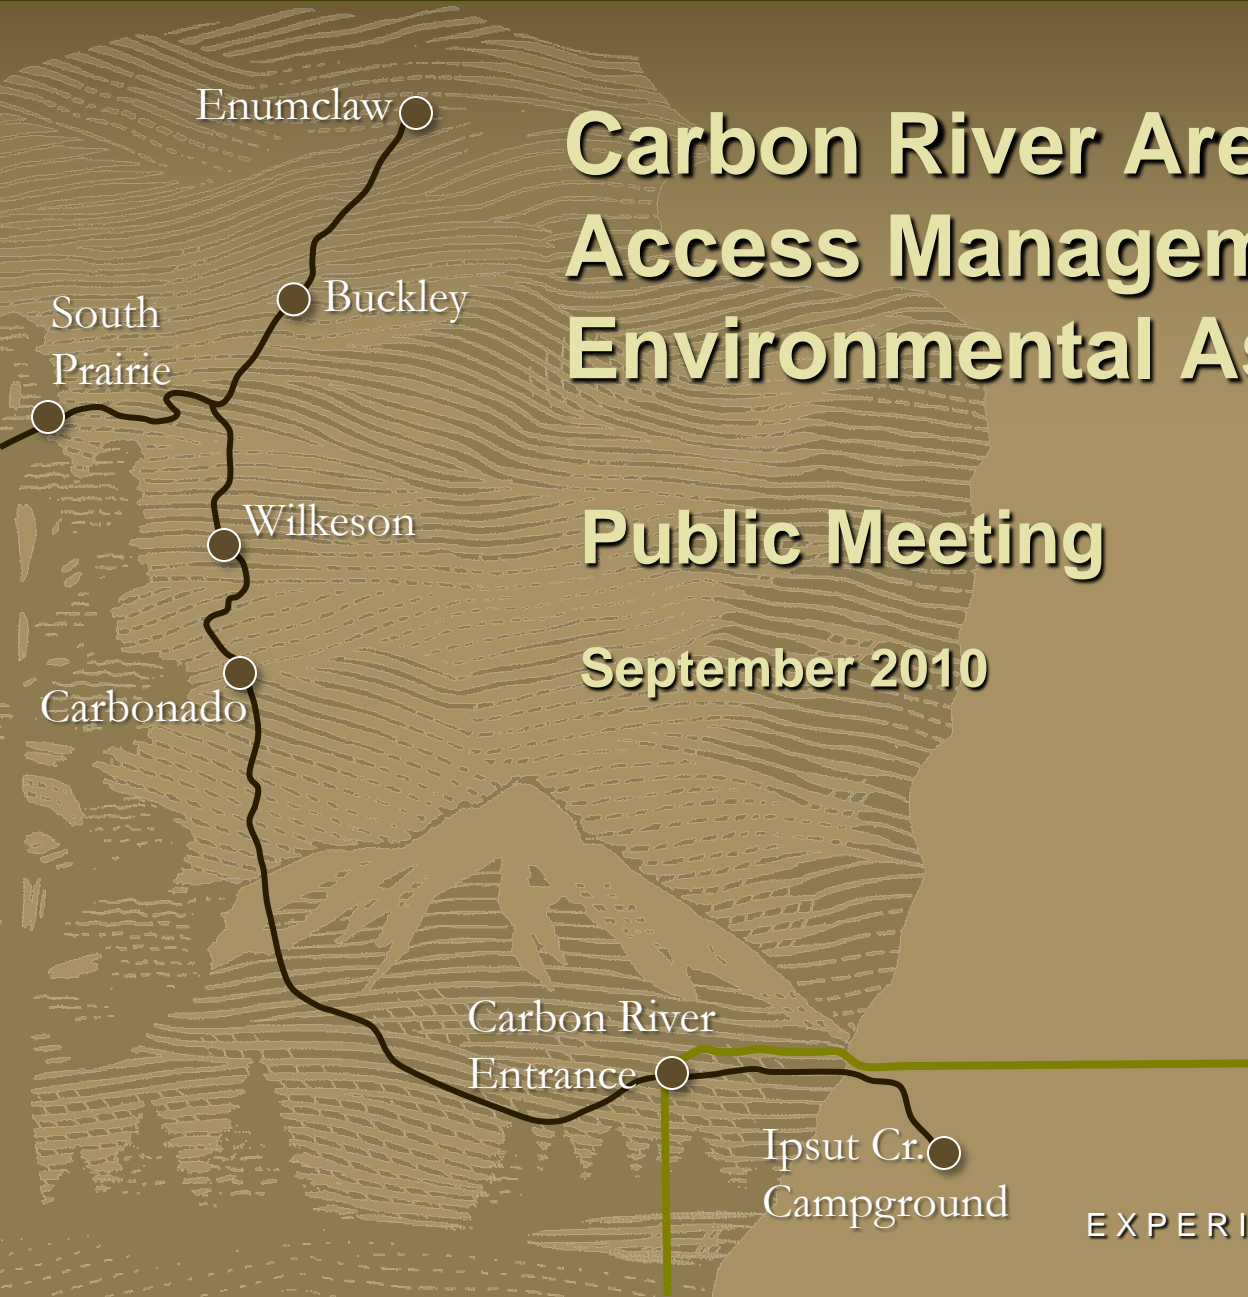 Enumclaw
Carbon River Are
Access Managem
Environmental As
Buckley
South
Prairie
Public Meeting
Wilkeson
September 2010
Carbonado
Carbon River
Entrance
Ipsut Cr.
Campground
EXPERI